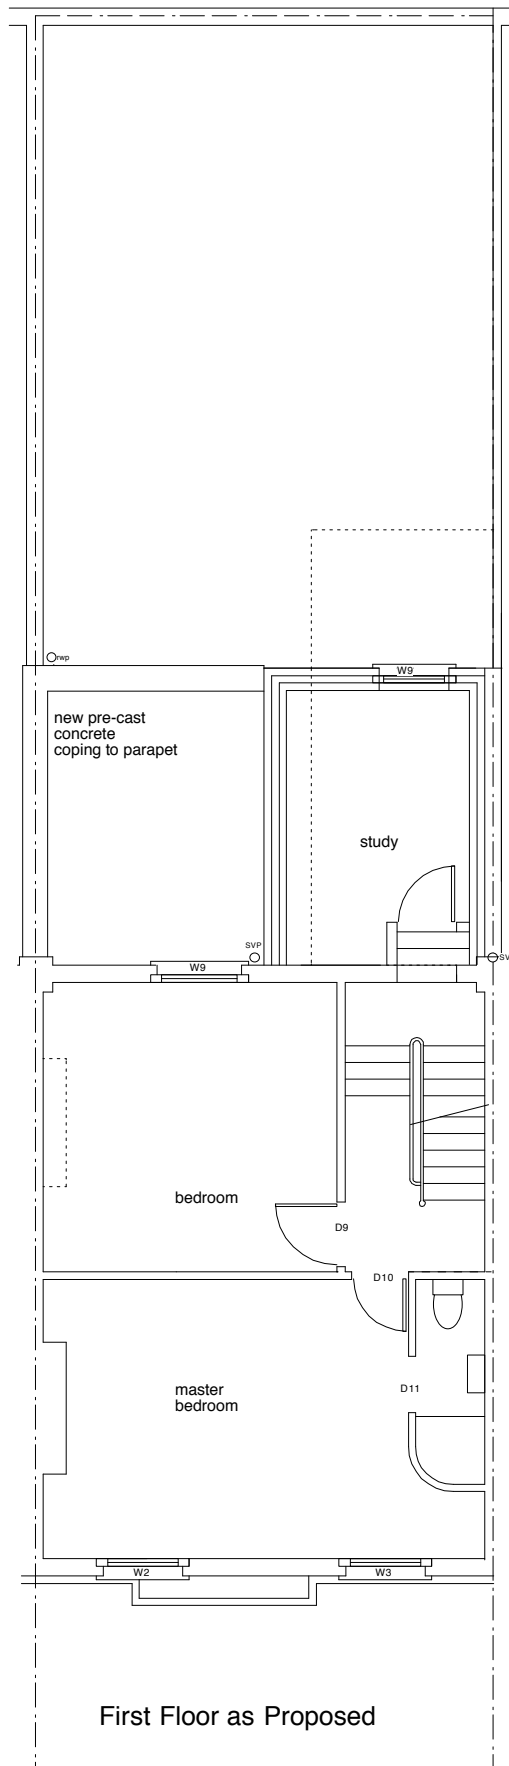 rwp
W9
new pre-cast
concrete
coping to parapet
study
SVP
W9
bedroom
D9
D10
master
bedroom
D11
W2
W3
First Floor as Proposed